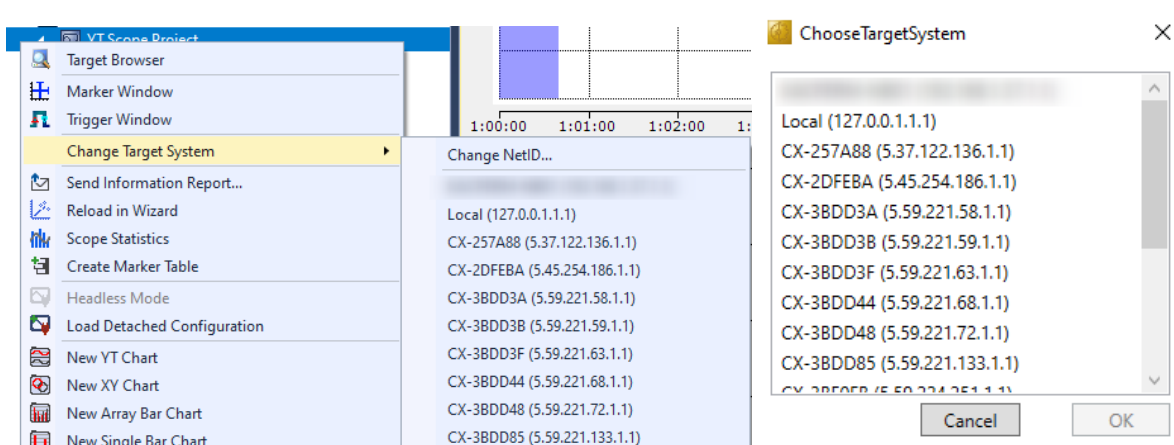 YT Scope Project
Target Browser
Marker Window
Trigger Window
Change Target System
Send Information Report...
Reload in Wizard
Scope Statistics
Create Marker Table
Headless Mode
Load Detached Configuration
New YT Chart
New XY Chart
New Array Bar Chart
New Single Bar Chart
1:00:00 1:01:00 1:02:00 1:
Change NetID...
Local (127.0.0.1.1.1)
CX-257A88 (5.37.122.136.1.1)
CX-2DFEBA (5.45.254.186.1.1)
CX-3BDD3A (5.59.221.58.1.1)
CX-3BDD3B (5.59.221.59.1.1)
CX-3BDD3F (5.59.221.63.1.1)
CX-3BDD44 (5.59.221.68.1.1)
CX-3BDD48 (5.59.221.72.1.1)
CX-3BDD85 (5.59.221.133.1.1)
ChooseTargetSystem
Local (127.0.0.1.1.1)
CX-257A88 (5.37.122.136.1.1)
CX-2DFEBA (5.45.254.186.1.1)
CX-3BDD3A (5.59.221.58.1.1)
CX-3BDD3B (5.59.221.59.1.1)
CX-3BDD3F (5.59.221.63.1.1)
CX-3BDD44 (5.59.221.68.1.1)
CX-3BDD48 (5.59.221.72.1.1)
CX-3BDD85 (5.59.221.133.1.1)
Cancel OK